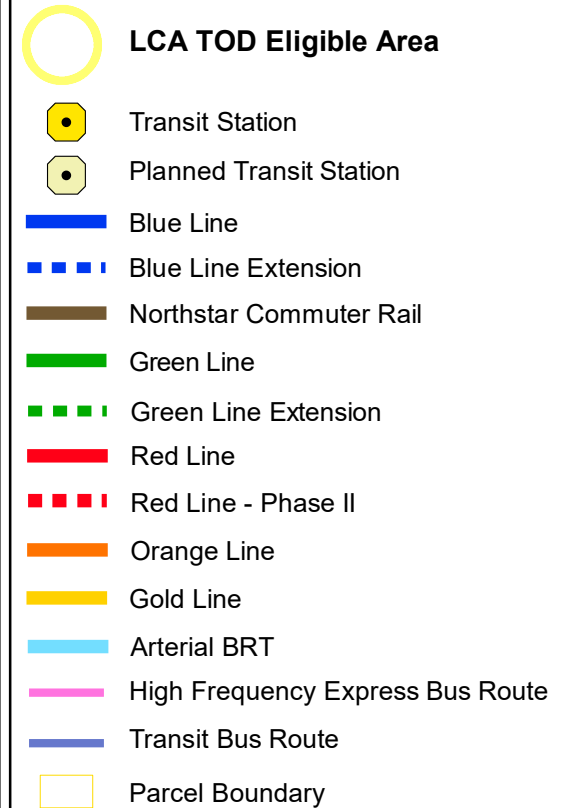 LCA TOD Eligible Area
Transit Station
Planned Transit Station
Blue Line
Blue Line Extension
Northstar Commuter Rail
Green Line
Green Line Extension
Red Line
Red Line - Phase II
Orange Line
Gold Line
Arterial BRT
High Frequency Express Bus Route
Transit Bus Route
Parcel Boundary